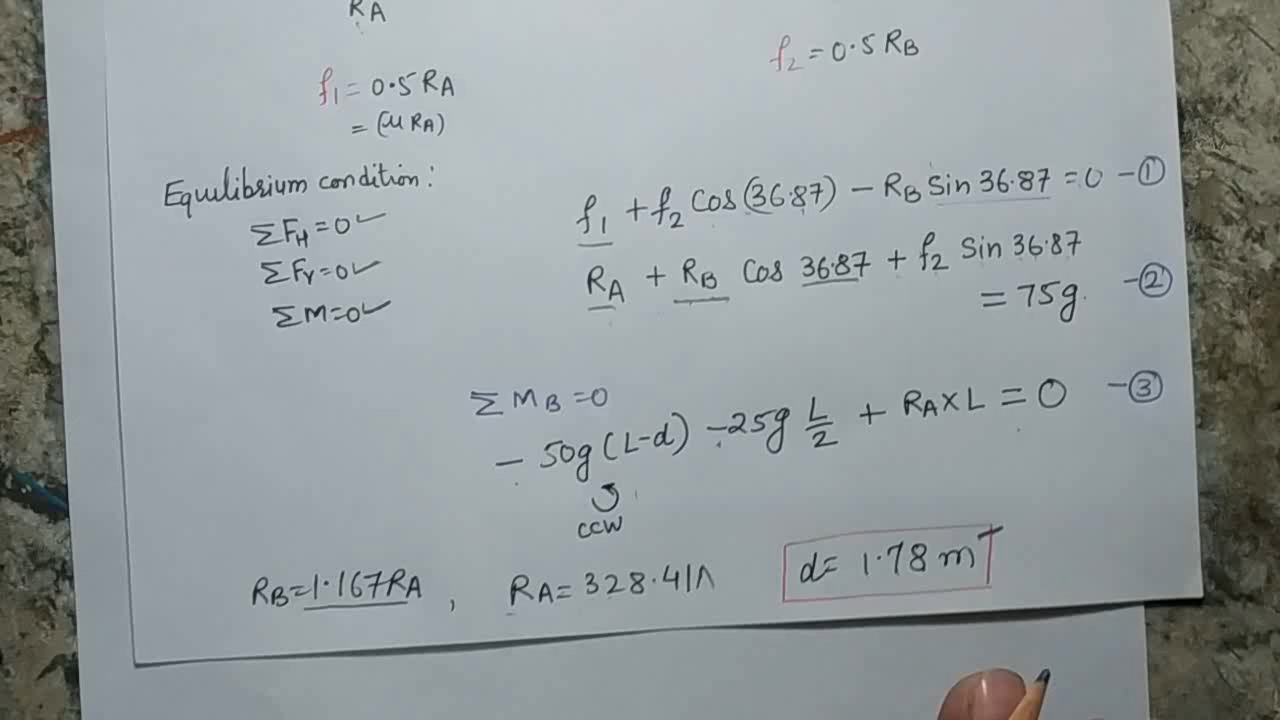 RA
f1 = 0.5 RA
= (μ RA)
f2 = 0.5 RB
Equilibrium condition:
ΣFH = 0 ✓
ΣFy = 0 ✓
ΣM = 0 ✓
f1 + f2 Cos(36.87) − RB Sin 36.87 = 0 − ①
RA + RB Cos 36.87 + f2 Sin 36.87
= 75g. − ②
ΣMB = 0
− 50g (L-d) − 25g L/2 + RA × L = 0 − ③
↺
CCW
RB = 1.167RA , RA = 328.41N
d = 1.78 m